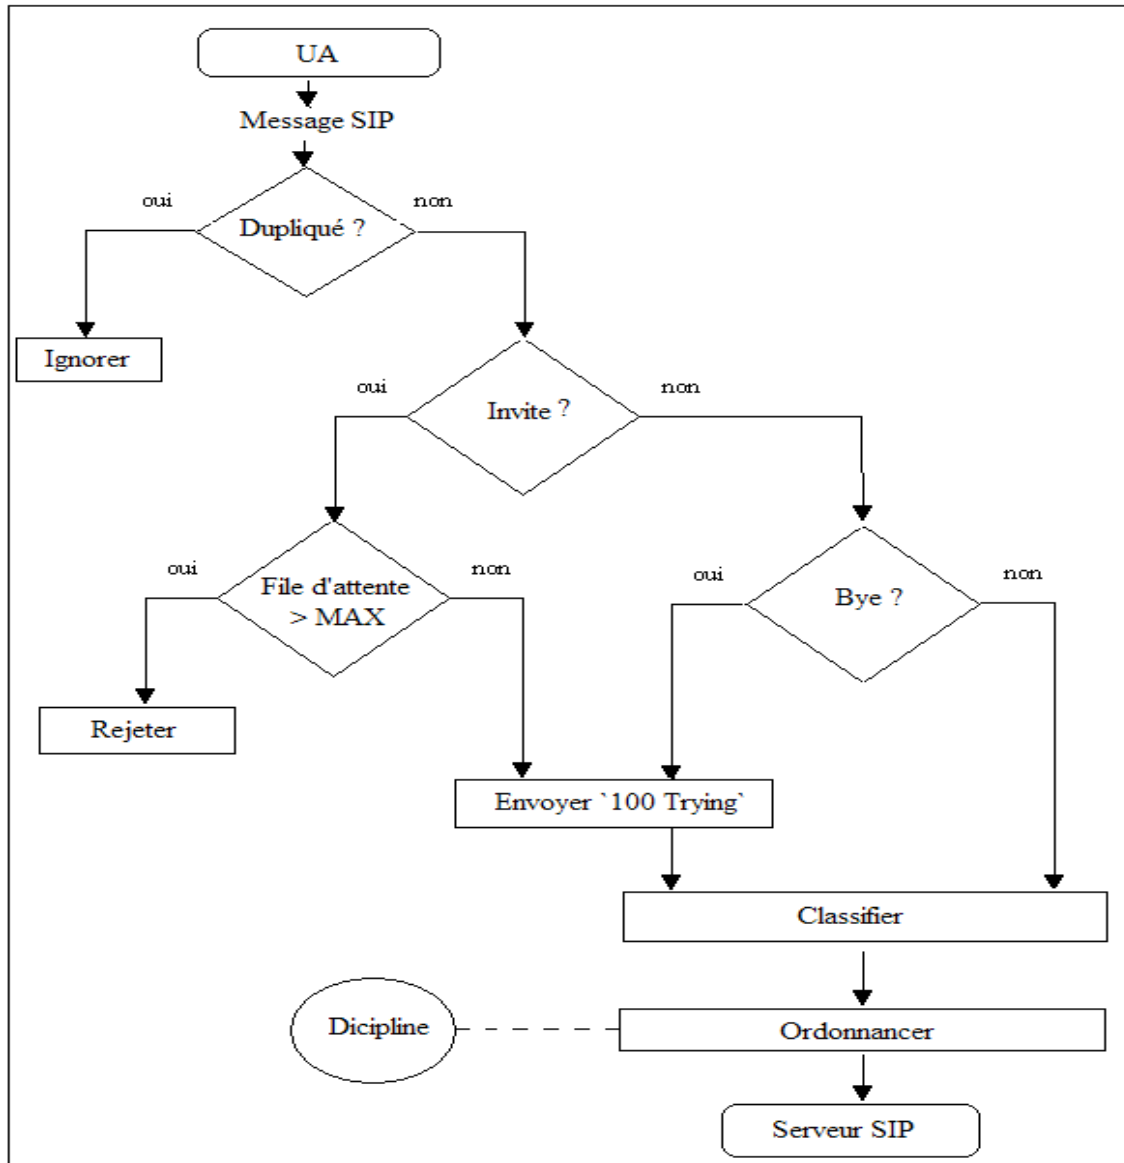 UA
Message SIP
oui
non
Dupliqué ?
Ignorer
oui
non
Invite ?
oui
non
File d'attente
> MAX
oui
non
Bye ?
Rejeter
Envoyer `100 Trying`
Classifier
Dicipline
Ordonnancer
Serveur SIP